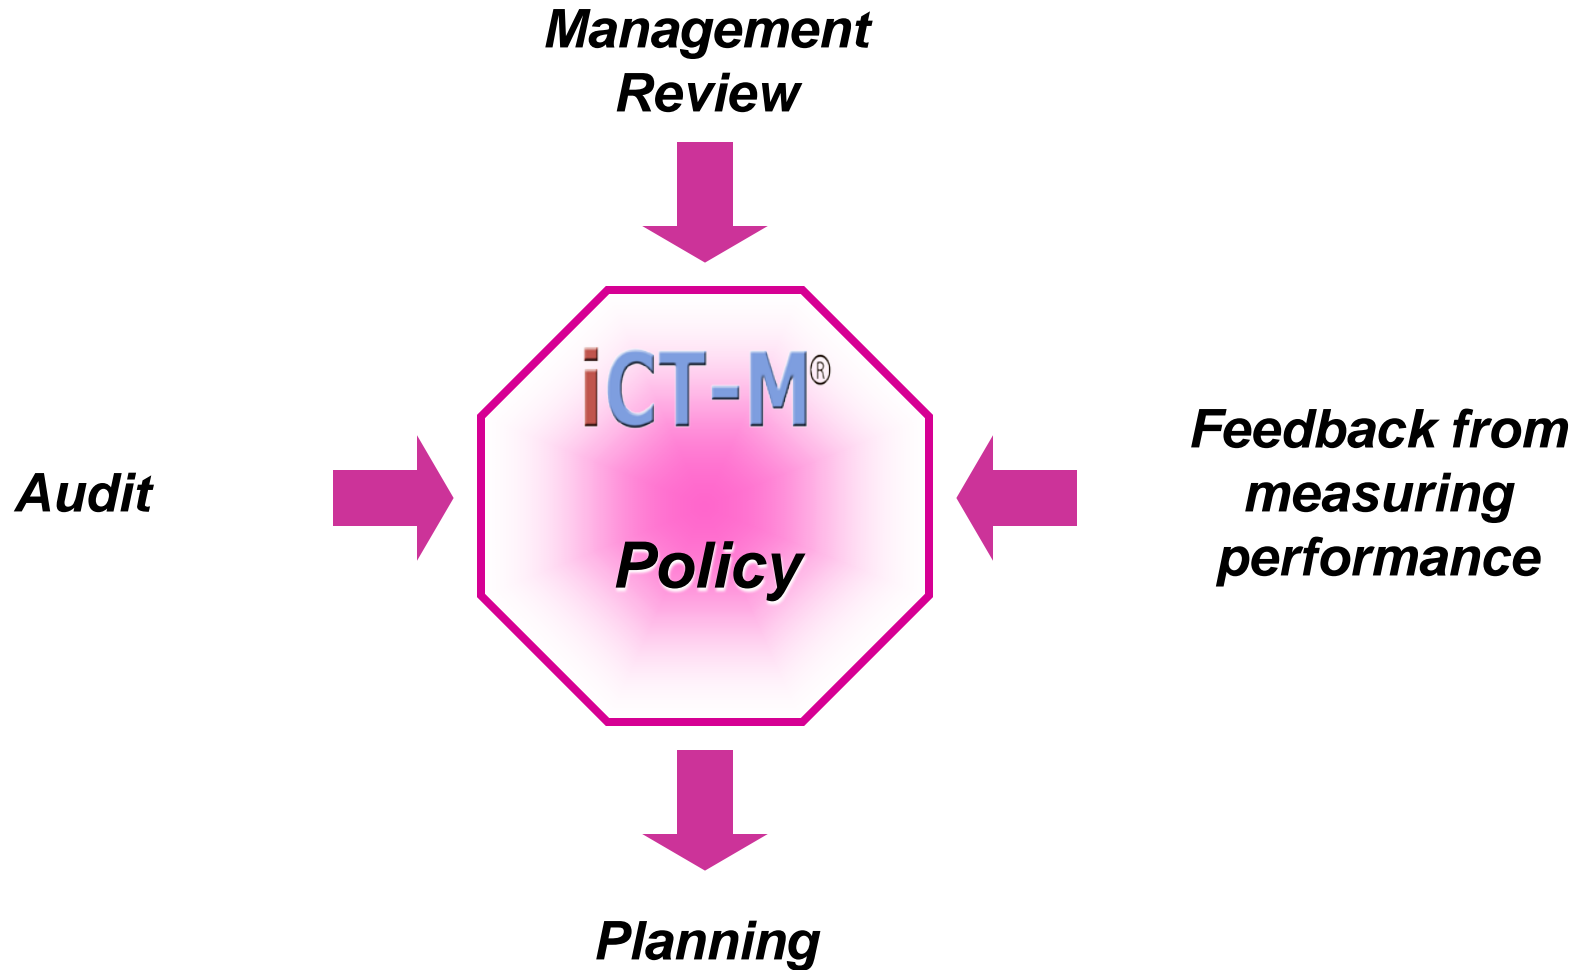 Management
Review
iCT-M®
Audit
Policy
Feedback from
measuring
performance
Planning